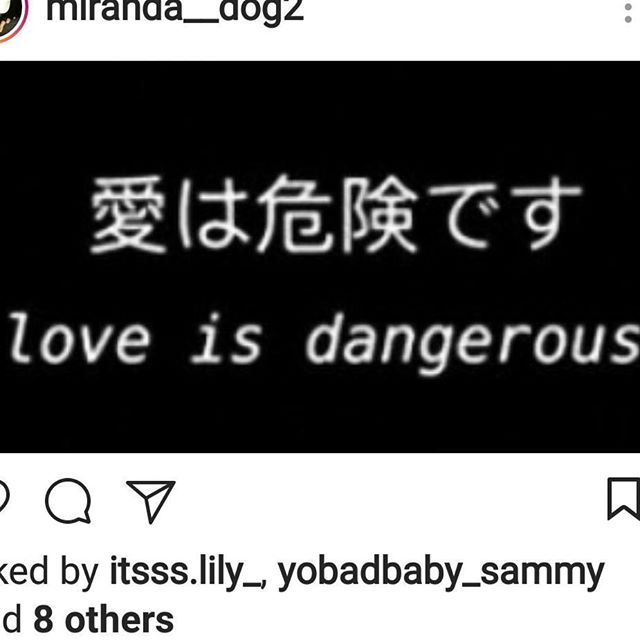 miranda__dog2
愛は危険です
love is dangerous
ked by itsss.lily_, yobadbaby_sammy
d 8 others